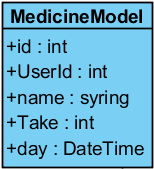 MedicineModel
+id : int
+UserId : int
+name : syring
+Take : int
+day : DateTime